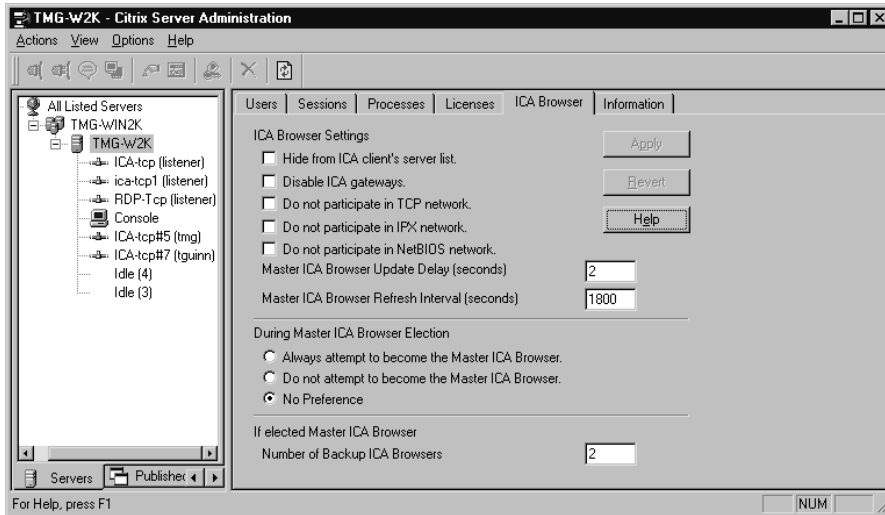 TMG-W2K - Citrix Server Administration
Actions View Options Help
All Listed Servers
TMG-WIN2K
TMG-W2K
ICA-tcp (listener)
ica-tcp1 (listener)
RDP-Tcp (listener)
Console
ICA-tcp#5 (tmg)
ICA-tcp#7 (tguinn)
Idle (4)
Idle (3)
Servers Published
Users Sessions Processes Licenses ICA Browser Information
ICA Browser Settings
Hide from ICA client's server list.
Disable ICA gateways.
Do not participate in TCP network.
Do not participate in IPX network.
Do not participate in NetBIOS network.
Master ICA Browser Update Delay (seconds) 2
Master ICA Browser Refresh Interval (seconds) 1800
Apply
Revert
Help
During Master ICA Browser Election
Always attempt to become the Master ICA Browser.
Do not attempt to become the Master ICA Browser.
No Preference
If elected Master ICA Browser
Number of Backup ICA Browsers 2
For Help, press F1
NUM